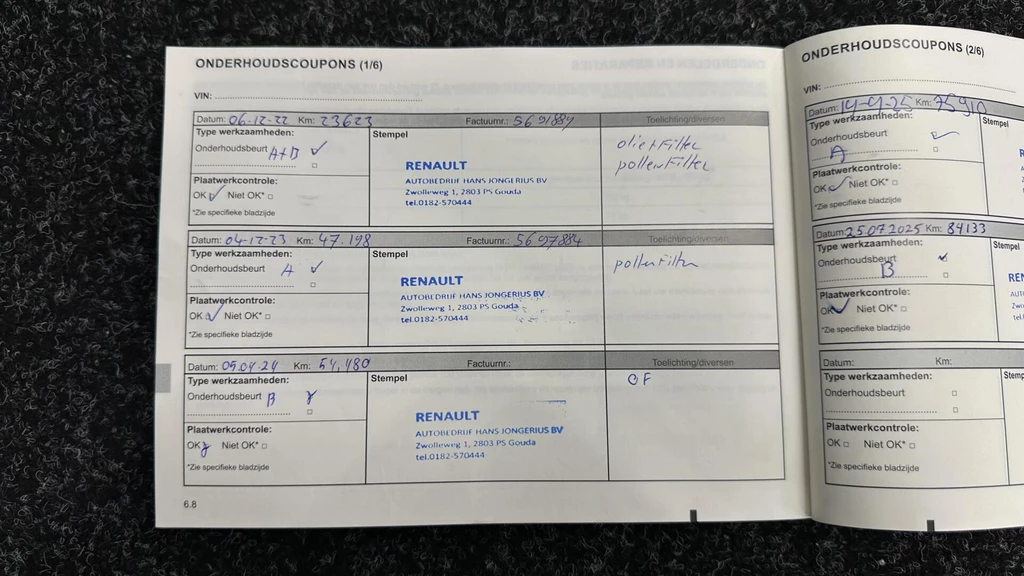 ONDERHOUDSCOUPONS (1/6)
VIN:
Datum: 06-12-22 Km: 23623 Factuurnr.: 5691884 Toelichting/diversen
Type werkzaamheden: Stempel
Onderhoudsbeurt A+B
olie+Filter
pollenFilter
RENAULT
AUTOBEDRIJF HANS JONGERIUS BV
Zwolleweg 1, 2803 PS Gouda
tel.0182-570444
Plaatwerkcontrole:
OK Niet OK*
*Zie specifieke bladzijde
Datum: 04-12-23 Km: 47.198 Factuurnr.: 5697884 Toelichting/diversen
Type werkzaamheden: Stempel
Onderhoudsbeurt A
pollenFilter
RENAULT
AUTOBEDRIJF HANS JONGERIUS BV
Zwolleweg 1, 2803 PS Gouda
tel.0182-570444
Plaatwerkcontrole:
OK Niet OK*
*Zie specifieke bladzijde
Datum: 05.04.24 Km: 54,480 Factuurnr.: Toelichting/diversen
Type werkzaamheden: Stempel
Onderhoudsbeurt B
OF
RENAULT
AUTOBEDRIJF HANS JONGERIUS BV
Zwolleweg 1, 2803 PS Gouda
tel.0182-570444
Plaatwerkcontrole:
OK Niet OK*
*Zie specifieke bladzijde
6.8
ONDERHOUDSCOUPONS (2/6)
VIN:
Datum: Km: 75910
Type werkzaamheden: Stempel
Onderhoudsbeurt
A
Plaatwerkcontrole:
OK Niet OK*
*Zie specifieke bladzijde
Datum: 25.07.2025 Km: 84133
Type werkzaamheden: Stempel
Onderhoudsbeurt
B
Plaatwerkcontrole:
OK Niet OK*
*Zie specifieke bladzijde
Datum: Km:
Type werkzaamheden:
Onderhoudsbeurt
Plaatwerkcontrole:
OK Niet OK*
*Zie specifieke bladzijde